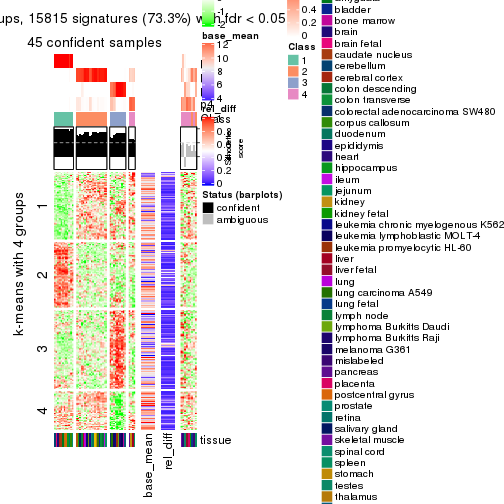 ups, 15815 signatures (73.3%) with fdr < 0.05
45 confident samples
k-means with 4 groups
1
2
3
4
base_mean
rel_diff
tissue
-2
base_mean
12
10
8
6
4
rel_diff
0
Status (barplots)
confident
ambiguous
0.4
0.2
0
Class
1
2
3
4
bladder
bone marrow
brain
brain fetal
caudate nucleus
cerebellum
cerebral cortex
colon descending
colon transverse
colorectal adenocarcinoma SW480
corpus callosum
duodenum
epididymis
heart
hippocampus
ileum
jejunum
kidney
kidney fetal
leukemia chronic myelogenous K562
leukemia lymphoblastic MOLT-4
leukemia promyelocytic HL-60
liver
liver fetal
lung
lung carcinoma A549
lung fetal
lymph node
lymphoma Burkitts Daudi
lymphoma Burkitts Raji
melanoma G361
mislabeled
pancreas
placenta
postcentral gyrus
prostate
retina
salivary gland
skeletal muscle
spinal cord
spleen
stomach
testes
thalamus